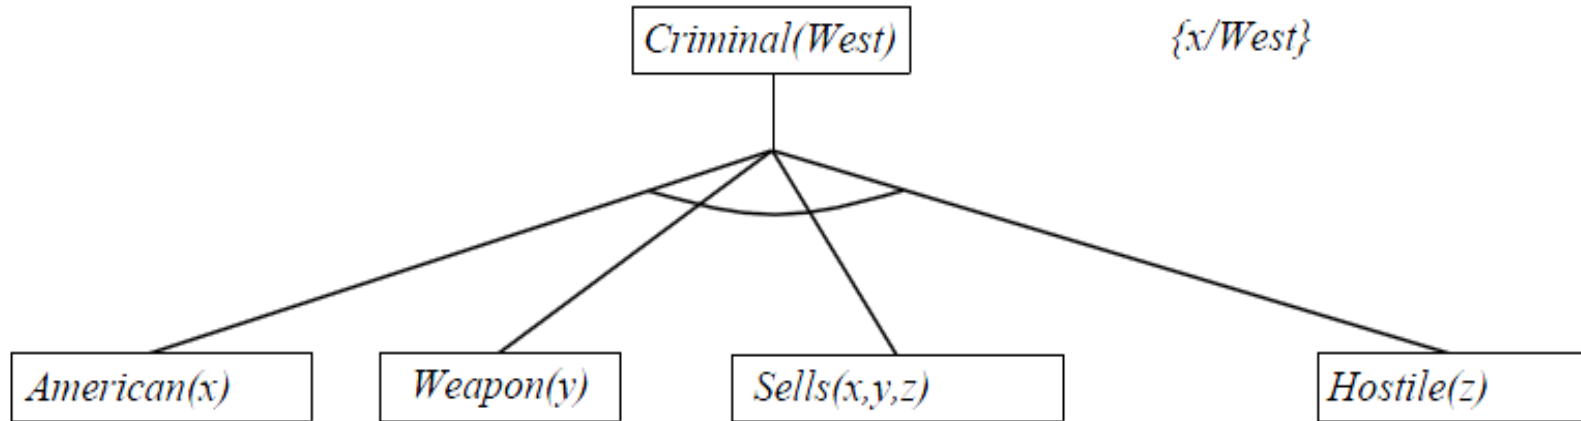 Criminal(West)
{x/West}
American(x)
Weapon(y)
Sells(x,y,z)
Hostile(z)